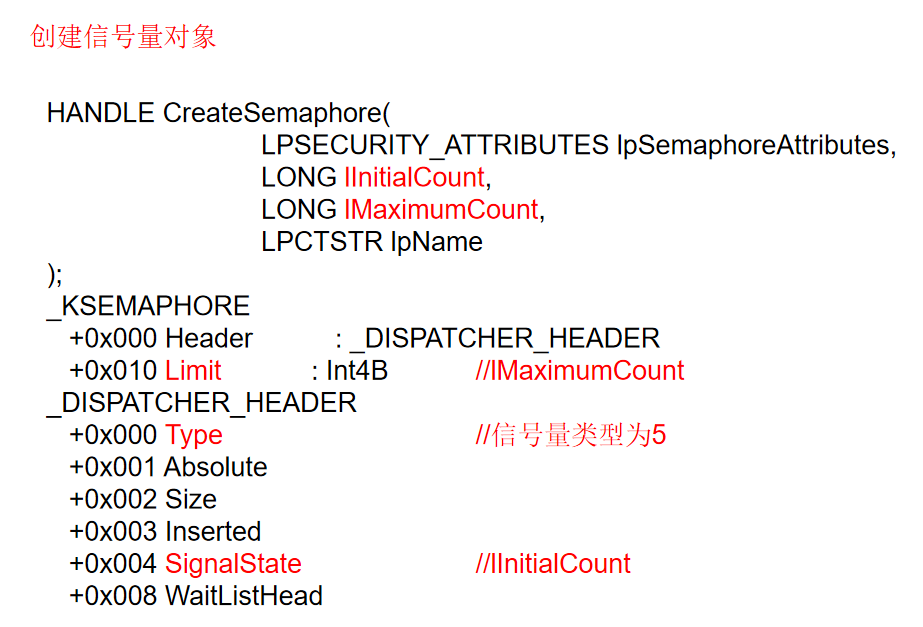 创建信号量对象
HANDLE CreateSemaphore(
LPSECURITY_ATTRIBUTES lpSemaphoreAttributes,
LONG lInitialCount,
LONG lMaximumCount,
LPCTSTR lpName
);
_KSEMAPHORE
+0x000 Header : _DISPATCHER_HEADER
+0x010 Limit : Int4B //lMaximumCount
_DISPATCHER_HEADER
+0x000 Type //信号量类型为5
+0x001 Absolute
+0x002 Size
+0x003 Inserted
+0x004 SignalState //lInitialCount
+0x008 WaitListHead